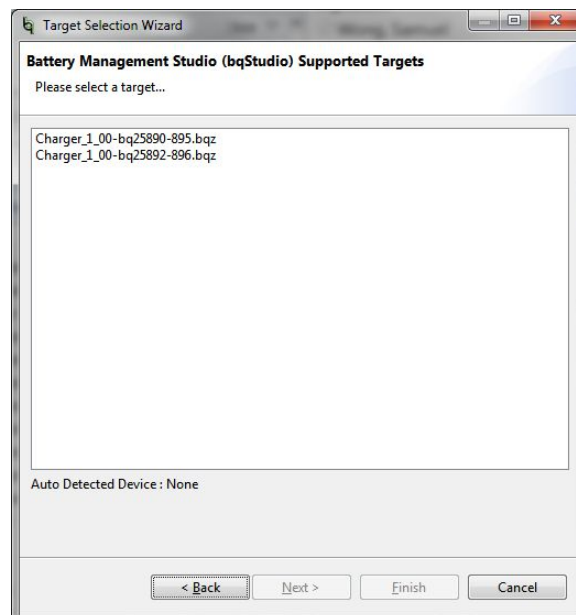 Target Selection Wizard
Battery Management Studio (bqStudio) Supported Targets
Please select a target...
Charger_1_00-bq25890-895.bqz
Charger_1_00-bq25892-896.bqz
Auto Detected Device : None
< Back
Next >
Finish
Cancel